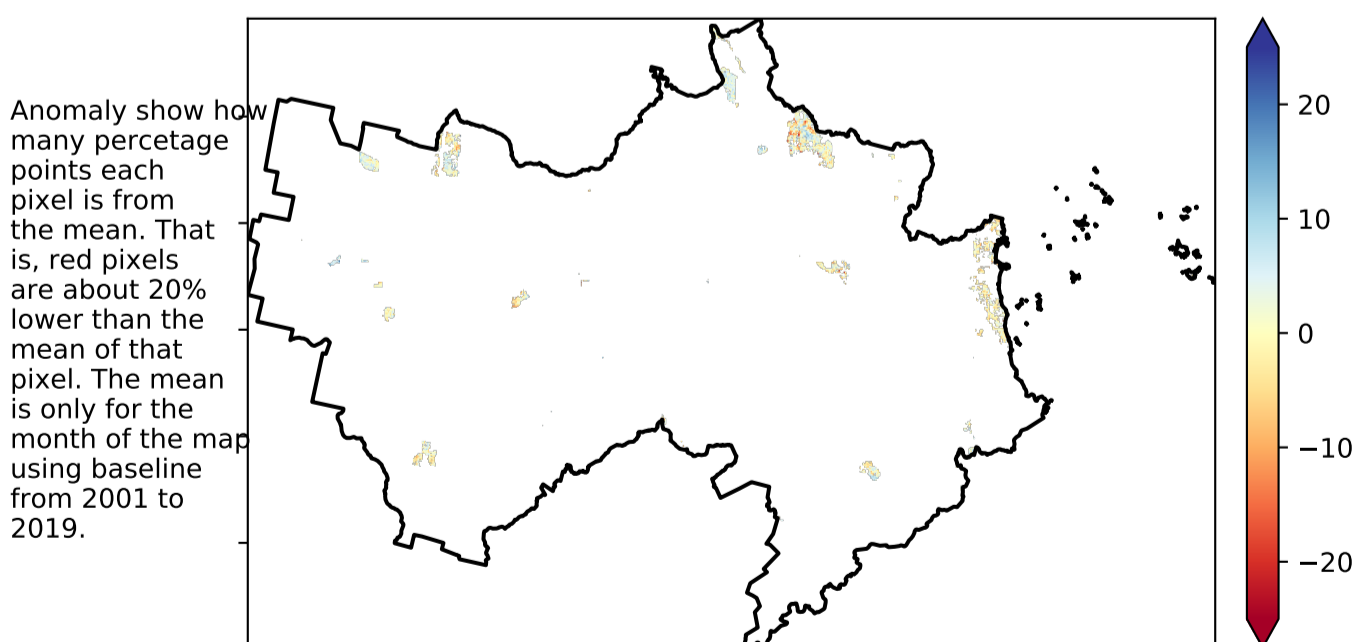 Anomaly show how
many percetage
points each
pixel is from
the mean. That
is, red pixels
are about 20%
lower than the
mean of that
pixel. The mean
is only for the
month of the map
using baseline
from 2001 to
2019.
20
10
0
−10
−20